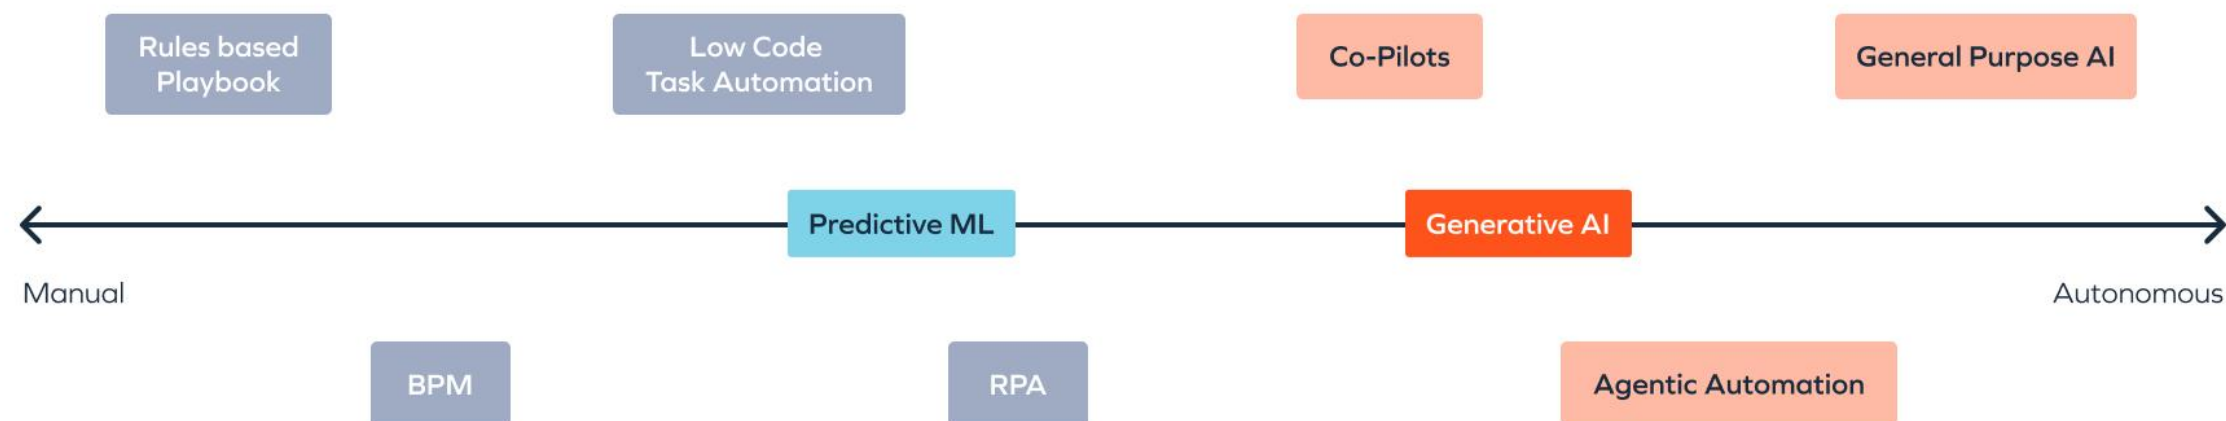 Rules based
Playbook
Low Code
Task Automation
Co-Pilots
General Purpose AI
Predictive ML
Generative AI
Manual
Autonomous
BPM
RPA
Agentic Automation